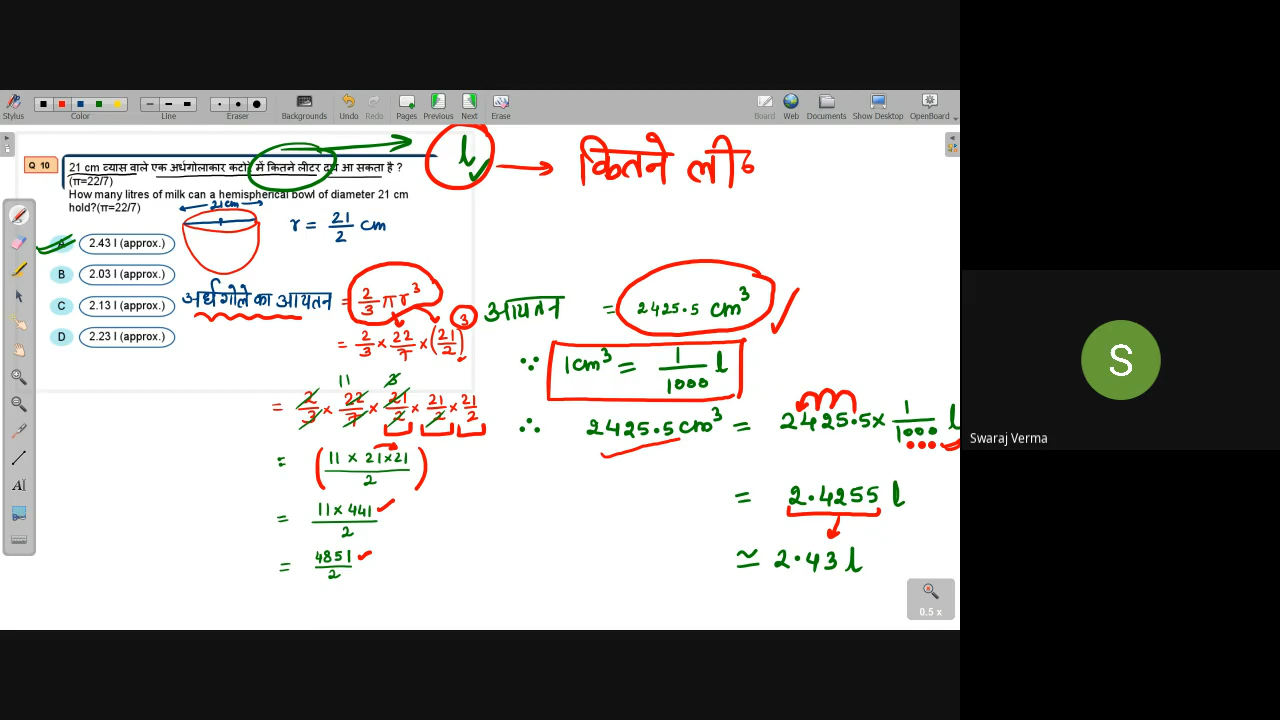 Stylus
Color
Line
Eraser
Backgrounds
Undo
Redo
Pages
Previous
Next
Erase
Board
Web
Documents
Show Desktop
OpenBoard
Q 10
21 cm व्यास वाले एक अर्धगोलाकार कटोरे में कितने लीटर दूध आ सकता है ?
(π=22/7)
How many litres of milk can a hemispherical bowl of diameter 21 cm
hold?(π=22/7)
l → कितने ली
21cm
r = 21/2 cm
2.43 l (approx.)
B 2.03 l (approx.)
C 2.13 l (approx.)
D 2.23 l (approx.)
अर्धगोले का आयतन = 2/3 πr³
= 2/3 × 22/7 × (21/2)³
= 2/3 × 22/7 × 21/2 × 21/2 × 21/2
11 3
= (11 × 21×21 / 2)
= 11 × 441 / 2
= 4851 / 2
आयतन = 2425.5 cm³
∵ 1cm³ = 1/1000 l
∴ 2425.5 cm³ = 2425.5 × 1/1000 l
= 2.4255 l
≃ 2.43 l
0.5 x
S
Swaraj Verma